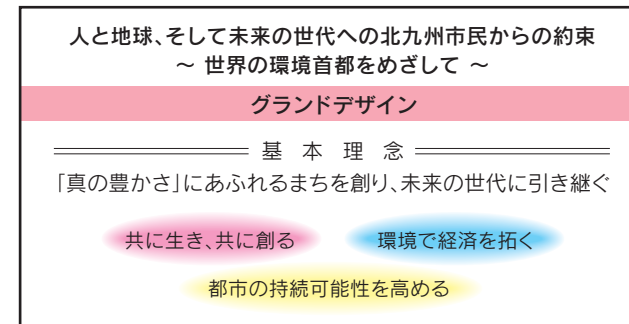 人と地球、そして未来の世代への北九州市民からの約束
～ 世界の環境首都をめざして ～
グランドデザイン
基本理念
「真の豊かさ」にあふれるまちを創り、未来の世代に引き継ぐ
共に生き、共に創る
環境で経済を拓く
都市の持続可能性を高める